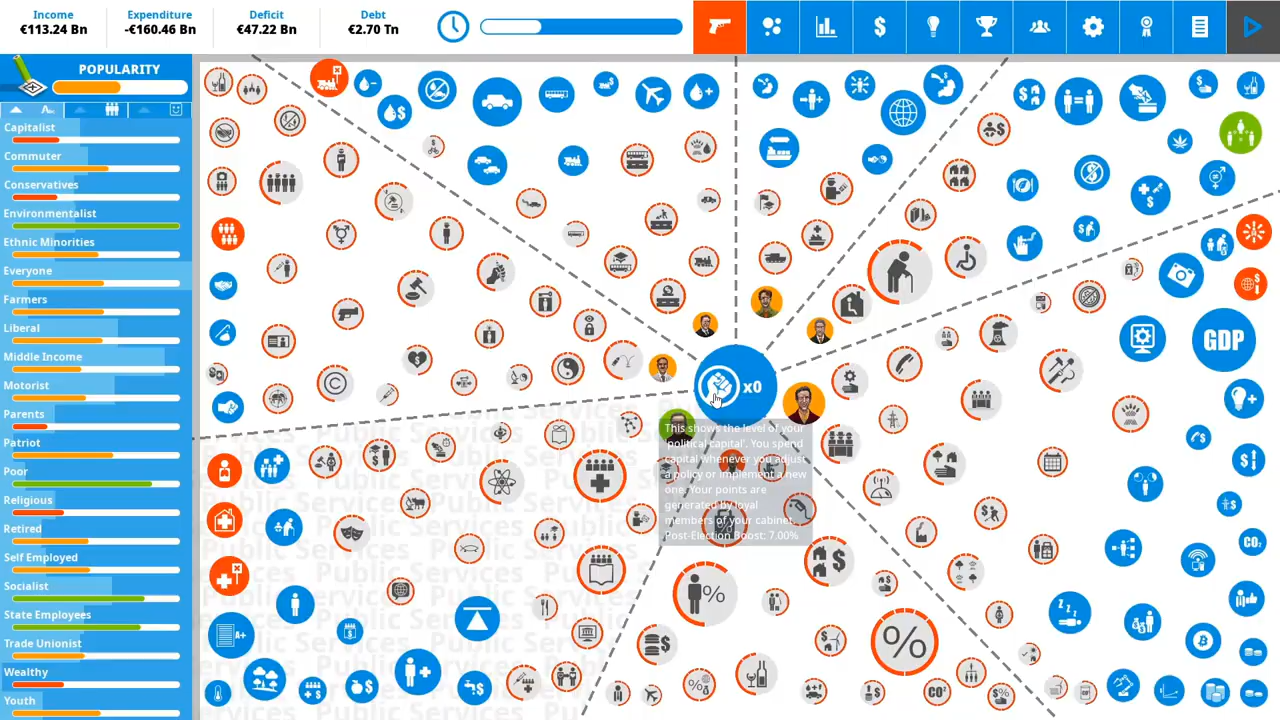 Income
Expenditure
Deficit
Debt
€113.24 Bn
-€160.46 Bn
€47.22 Bn
€2.70 Tn
POPULARITY
Capitalist
Commuter
Conservatives
Environmentalist
Ethnic Minorities
Everyone
Farmers
Liberal
Middle Income
Motorist
Parents
Patriot
Poor
Religious
Retired
Self Employed
Socialist
State Employees
Trade Unionist
Wealthy
Youth
x0
This shows the level of your
'political capital'. You spend
capital whenever you adjust
a policy or implement a new
one. Your points are
generated by loyal
members of your cabinet.
Post-Election Boost: 7.00%
GDP
CO²
CO²
A+
Public Services